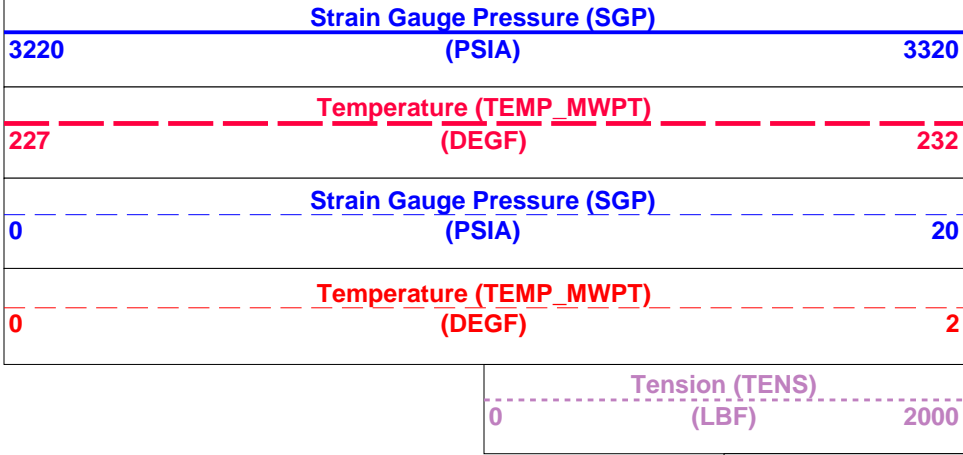 Strain Gauge Pressure (SGP)
3220 (PSIA) 3320
Temperature (TEMP_MWPT)
227 (DEGF) 232
Strain Gauge Pressure (SGP)
0 (PSIA) 20
Temperature (TEMP_MWPT)
0 (DEGF) 2
Tension (TENS)
0 (LBF) 2000